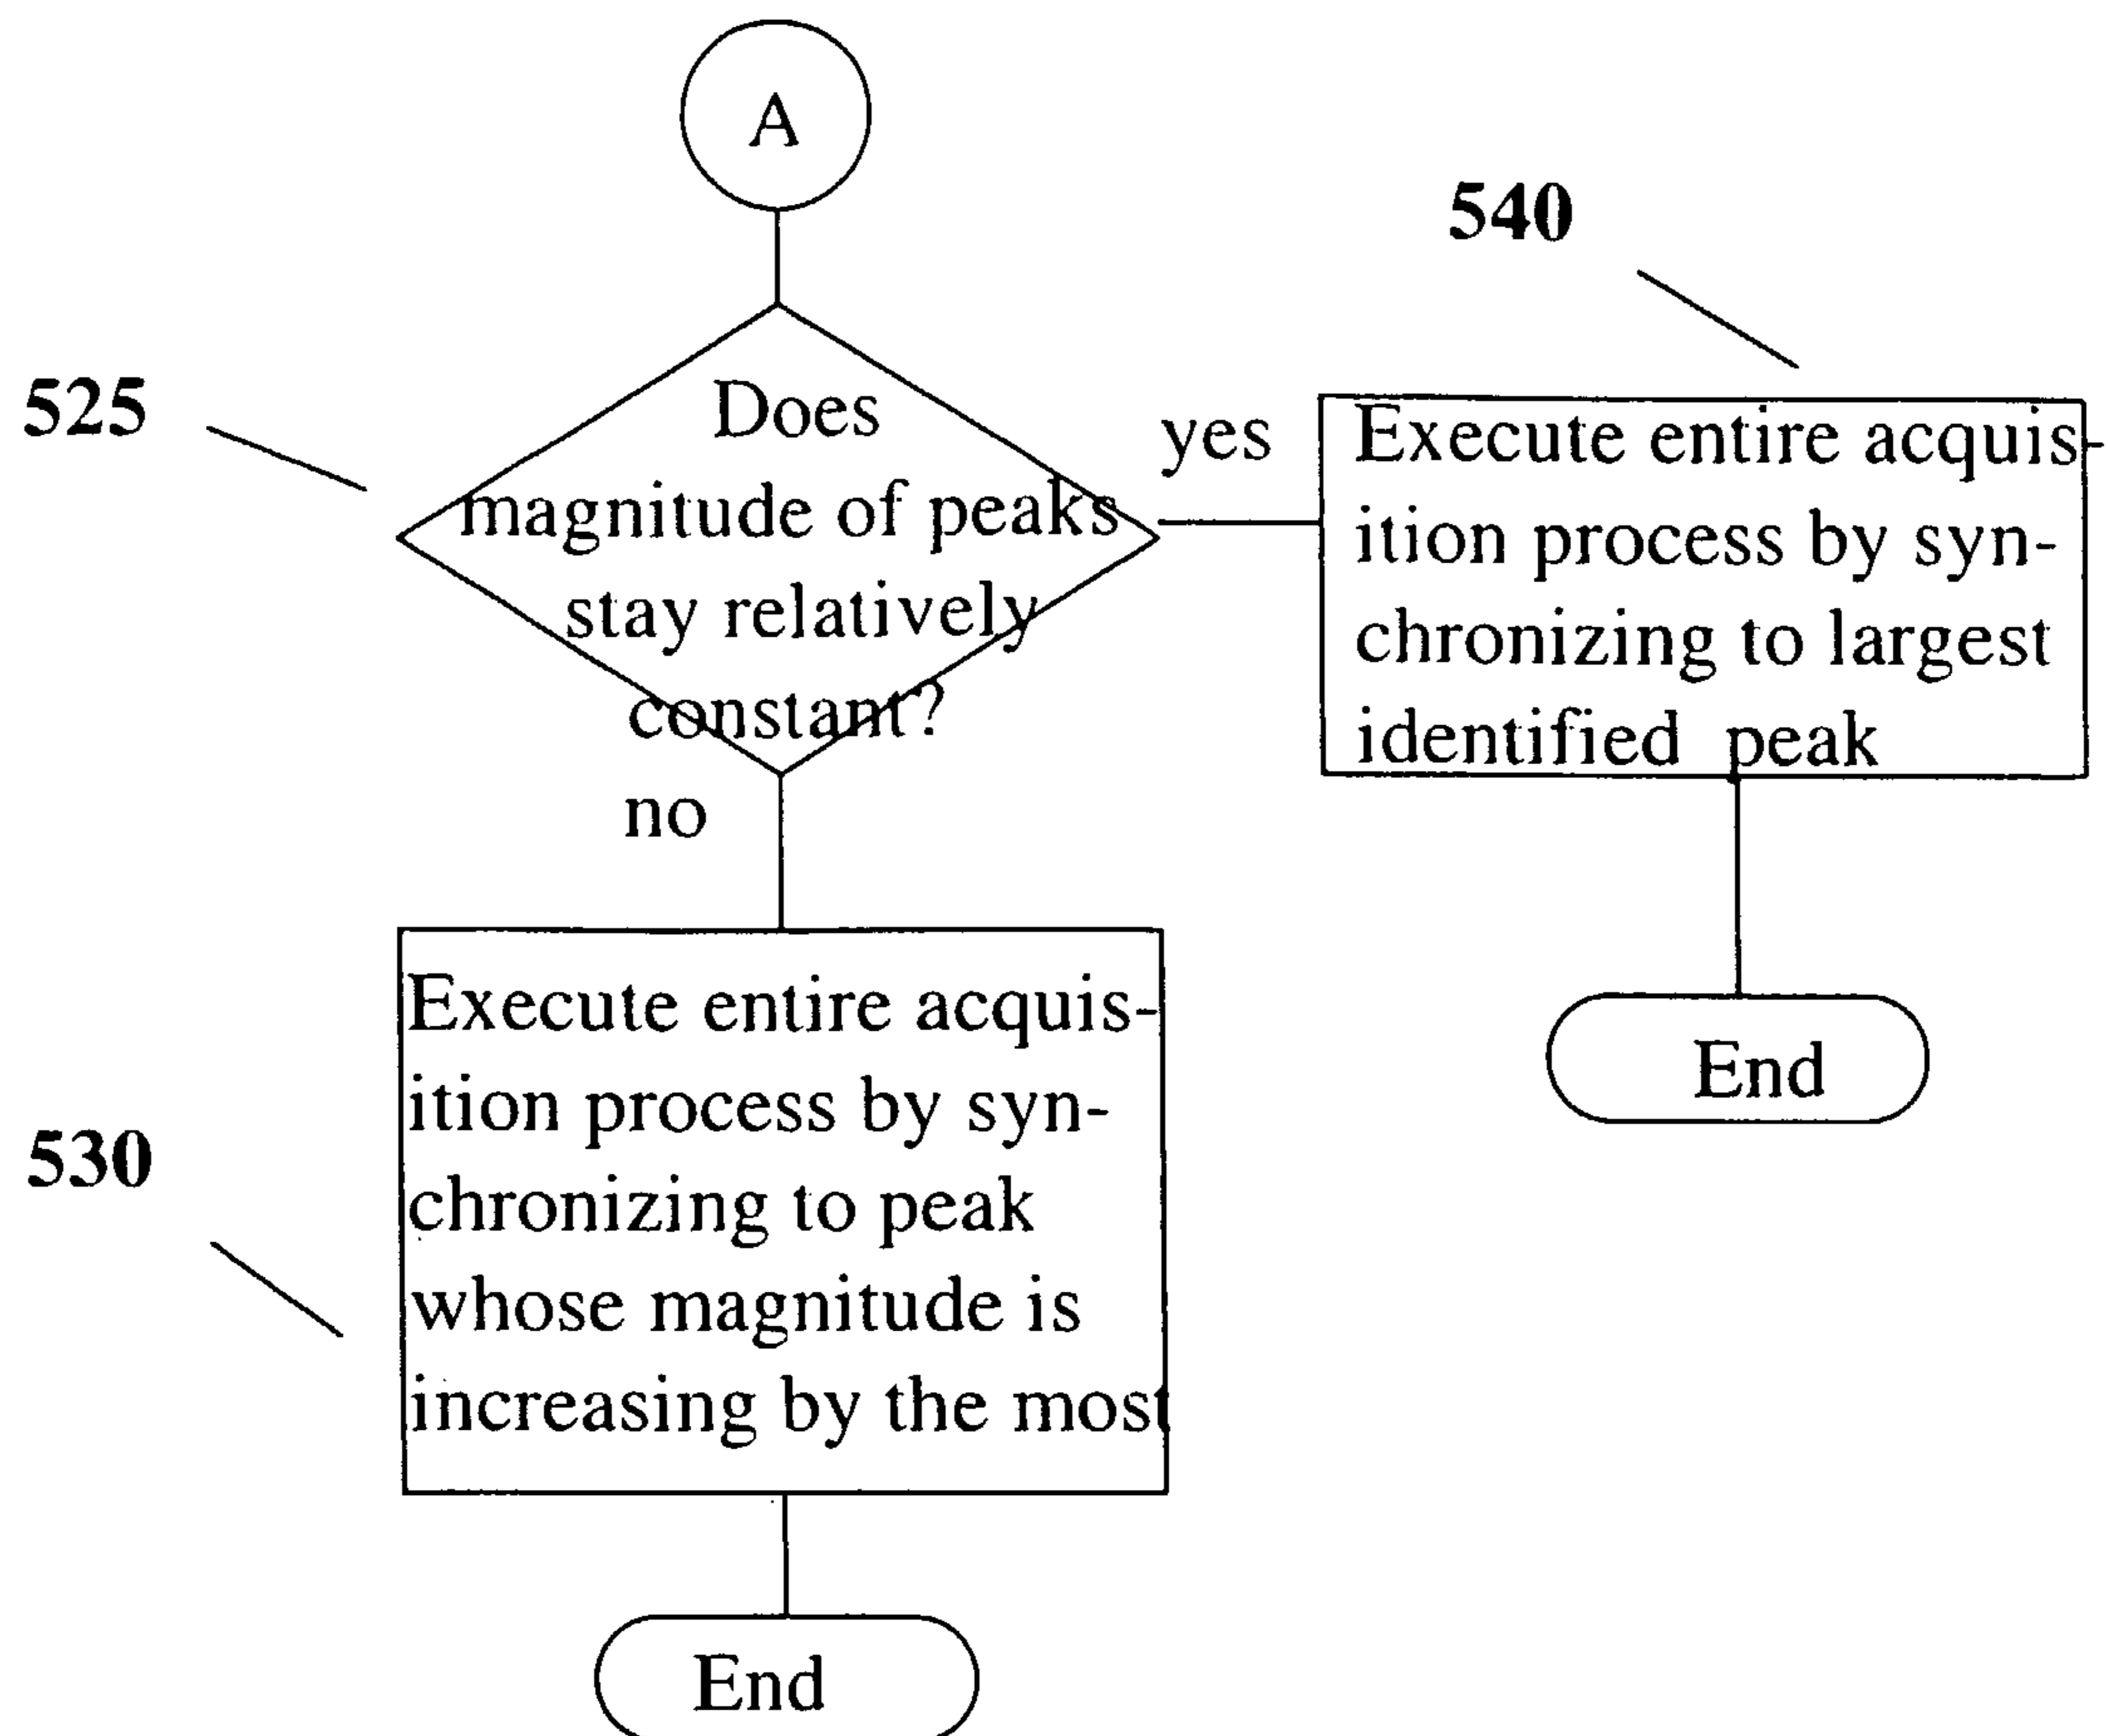 A
540
525
Does
magnitude of peaks
stay relatively
constant?
yes
Execute entire acquis-
ition process by syn-
chronizing to largest
identified peak
no
End
530
Execute entire acquis-
ition process by syn-
chronizing to peak
whose magnitude is
increasing by the most
End